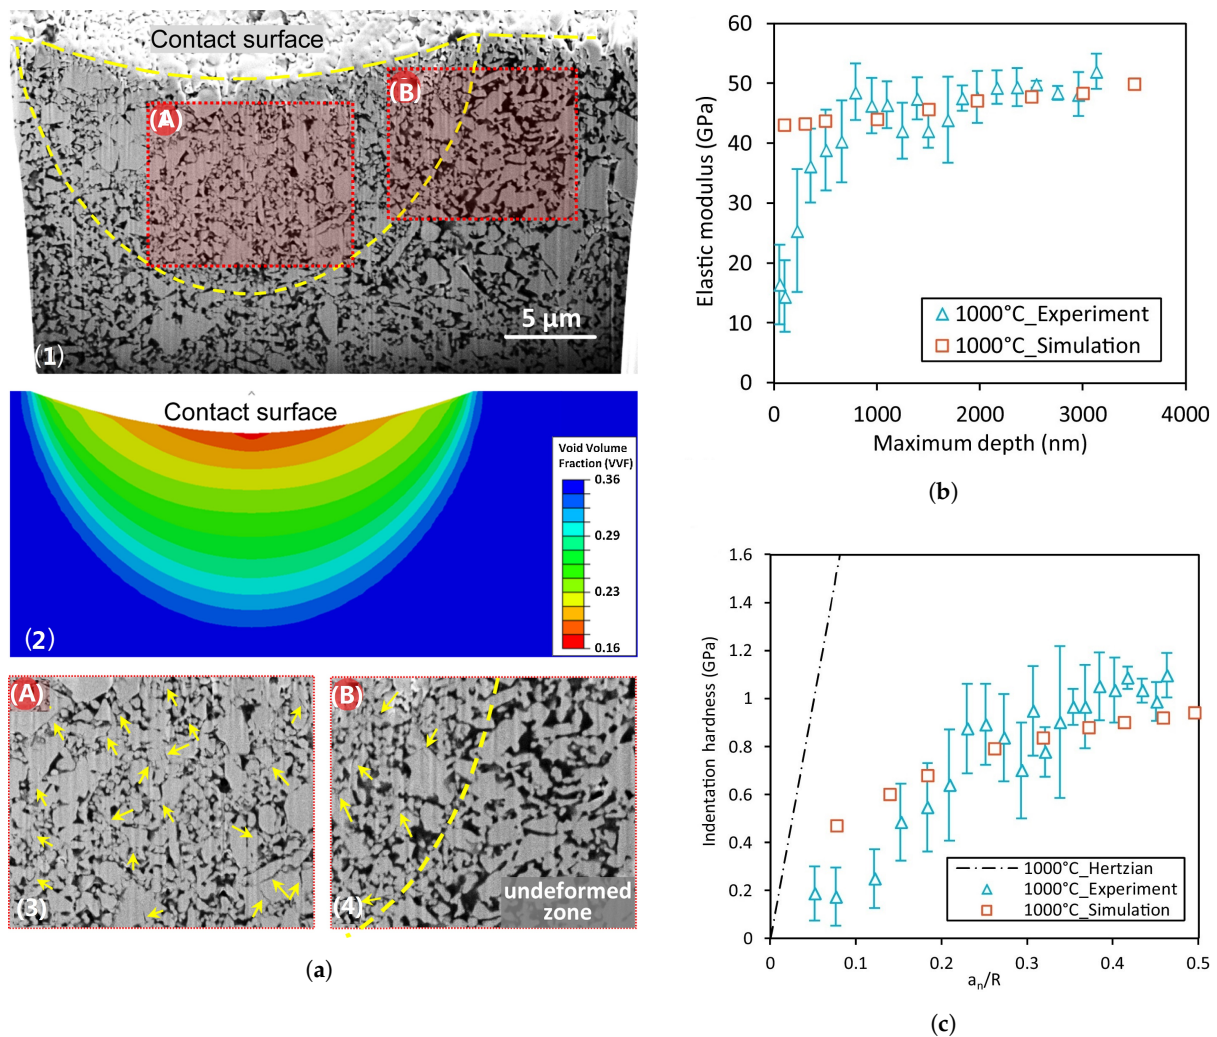 Contact surface
(A)
(B)
5 µm
(1)
Contact surface
Void Volume
Fraction (VVF)
0.36
0.29
0.23
0.16
(2)
(A)
(3)
(B)
(4)
undeformed
zone
(a)
Elastic modulus (GPa)
60
50
40
30
20
10
0
1000°C_Experiment
1000°C_Simulation
0 1000 2000 3000 4000
Maximum depth (nm)
(b)
Indentation hardness (GPa)
1.6
1.4
1.2
1
0.8
0.6
0.4
0.2
0
1000°C_Hertzian
1000°C_Experiment
1000°C_Simulation
0 0.1 0.2 0.3 0.4 0.5
aₙ/R
(c)